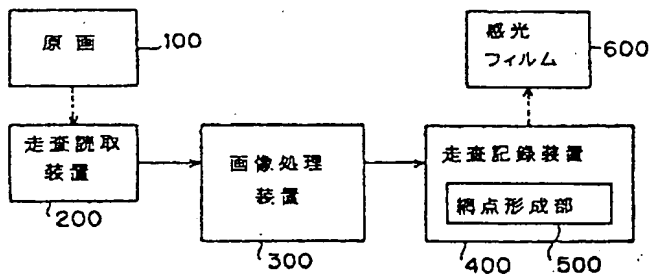 原画
100
感光
フィルム
600
走査読取
装置
200
画像処理
装置
300
走査記録装置
網点形成部
400
500